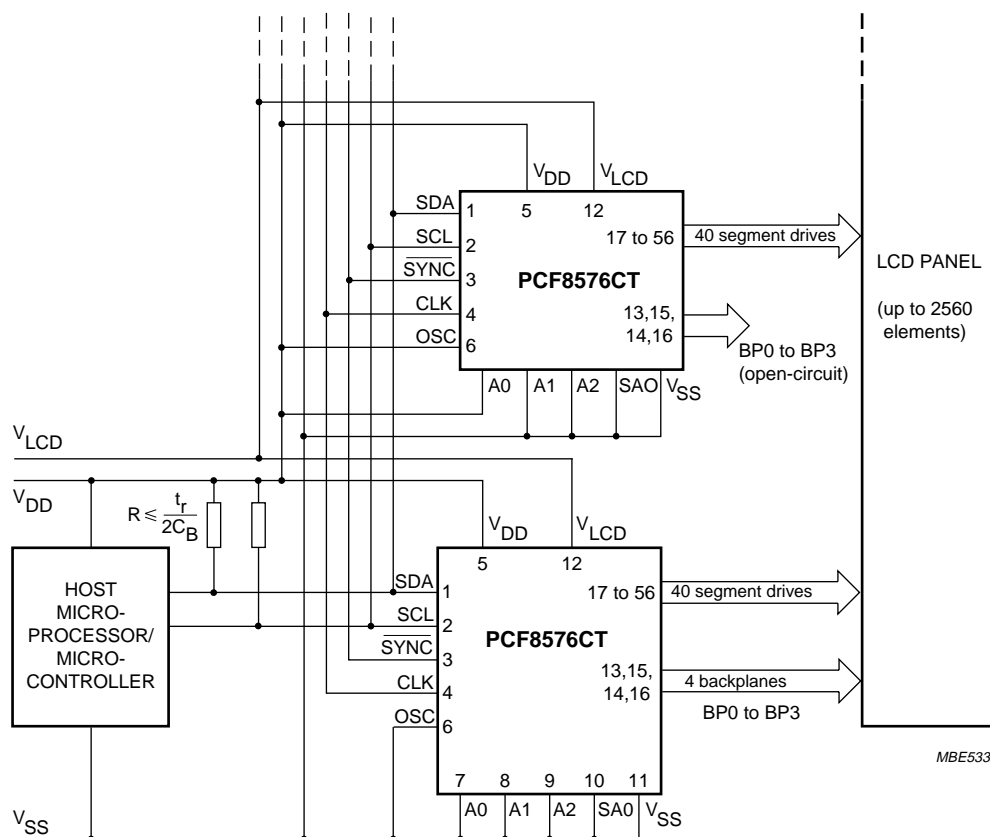 VDD
VLCD
SDA
1
5
12
SCL
2
17 to 56
40 segment drives
SYNC
3
PCF8576CT
LCD PANEL
(up to 2560
elements)
CLK
4
13,15,
14,16
OSC
6
BP0 to BP3
(open-circuit)
A0
A1
A2
SAO
VSS
VLCD
VDD
R ≤ tr
2CB
VDD
VLCD
HOST
MICRO-
PROCESSOR/
MICRO-
CONTROLLER
SDA
1
5
12
17 to 56
40 segment drives
SCL
2
SYNC
3
PCF8576CT
CLK
4
13,15,
14,16
4 backplanes
BP0 to BP3
OSC
6
MBE533
7
8
9
10
11
A0
A1
A2
SA0
VSS
VSS